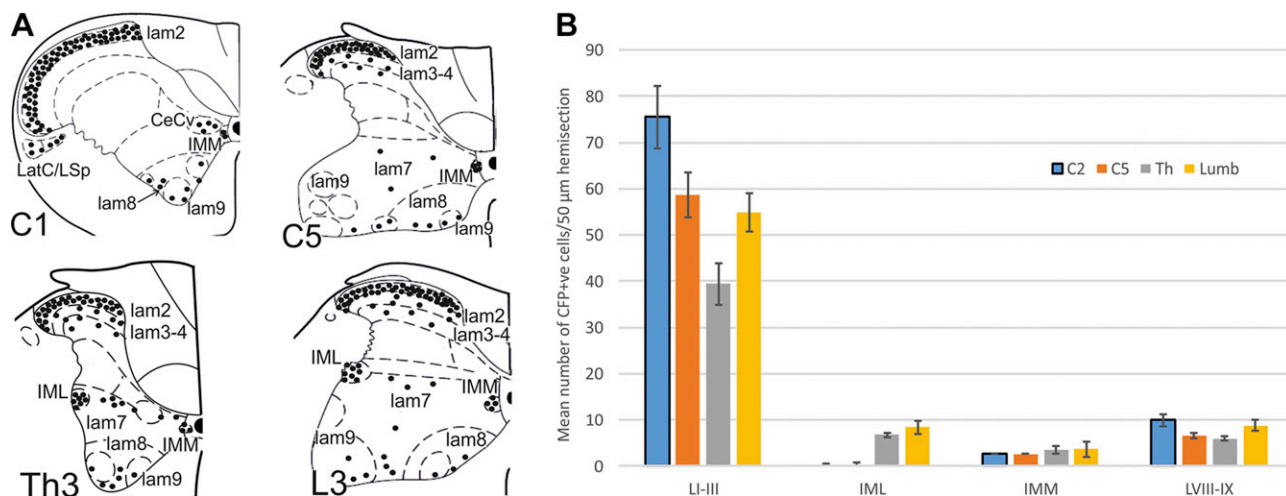 A
lam2
CeCv
IMM
LatC/LSp
lam8
lam9
C1
lam2
lam3-4
lam7
IMM
lam9
lam8
lam9
C5
lam2
lam3-4
IML
lam7
lam8
IMM
lam9
Th3
lam2
lam3-4
IML
IMM
lam7
lam9
lam8
L3
B
Mean number of CFP+ve cells/50 µm hemisection
90
80
70
60
50
40
30
20
10
0
C2 C5 Th Lumb
LI-III IML IMM LVIII-IX